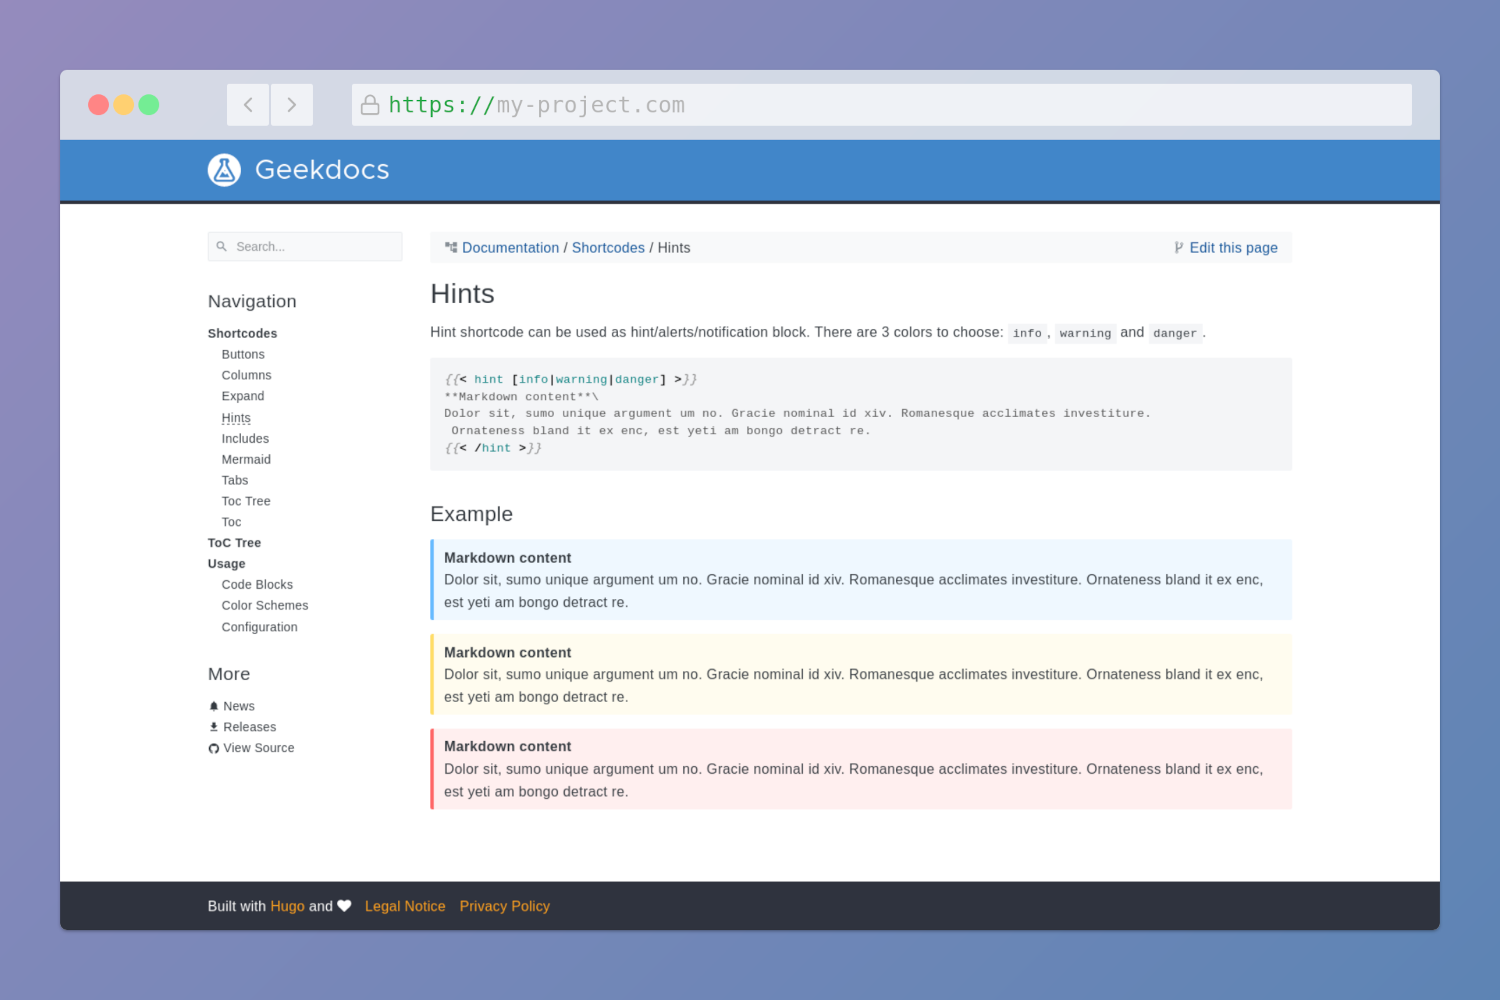 https://my-project.com
Geekdocs
Search...
Navigation
Shortcodes
Buttons
Columns
Expand
Hints
Includes
Mermaid
Tabs
Toc Tree
Toc
ToC Tree
Usage
Code Blocks
Color Schemes
Configuration
More
News
Releases
View Source
Documentation / Shortcodes / Hints
Edit this page
Hints
Hint shortcode can be used as hint/alerts/notification block. There are 3 colors to choose: info, warning and danger.
{{< hint [info|warning|danger] >}}
**Markdown content**\
Dolor sit, sumo unique argument um no. Gracie nominal id xiv. Romanesque acclimates investiture.
 Ornateness bland it ex enc, est yeti am bongo detract re.
{{< /hint >}}
Example
Markdown content
Dolor sit, sumo unique argument um no. Gracie nominal id xiv. Romanesque acclimates investiture. Ornateness bland it ex enc,
est yeti am bongo detract re.
Markdown content
Dolor sit, sumo unique argument um no. Gracie nominal id xiv. Romanesque acclimates investiture. Ornateness bland it ex enc,
est yeti am bongo detract re.
Markdown content
Dolor sit, sumo unique argument um no. Gracie nominal id xiv. Romanesque acclimates investiture. Ornateness bland it ex enc,
est yeti am bongo detract re.
Built with Hugo and Legal Notice Privacy Policy